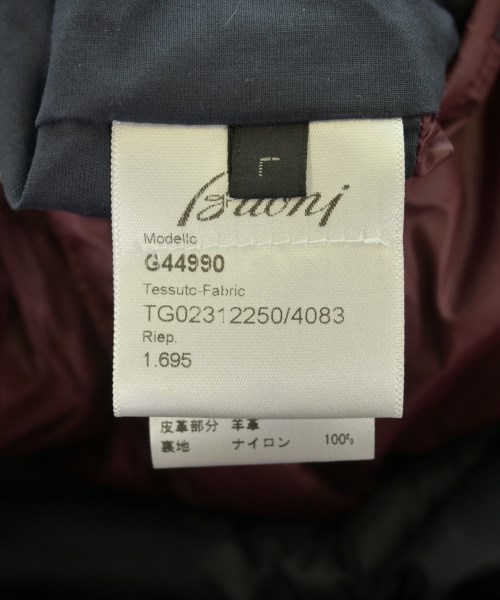 Brioni
Modello
G44990
Tessuto-Fabric
TG02312250/4083
Riep.
1.695
皮革部分 羊革
裏地 ナイロン 100%